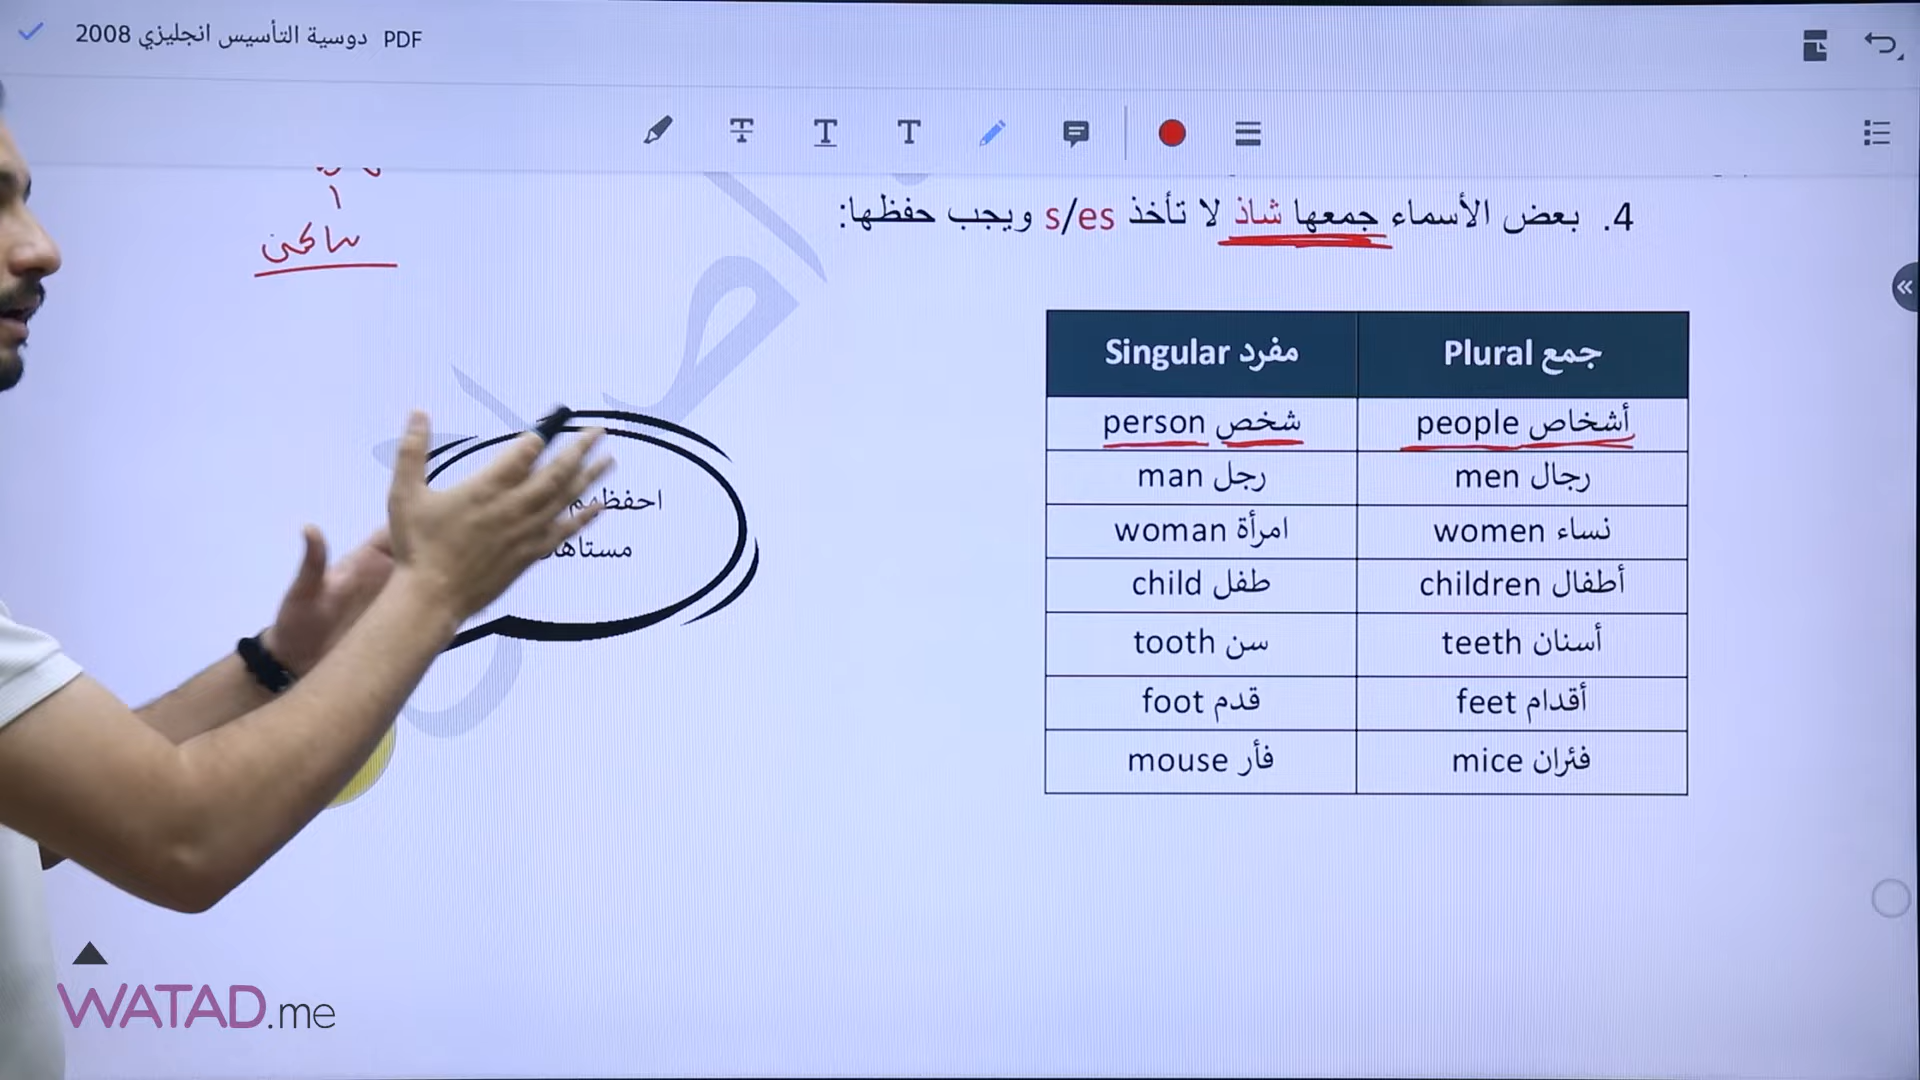 دوسية التأسيس انجليزي 2008 PDF
ساكن
4. بعض الأسماء جمعها شاذ لا تأخذ s/es ويجب حفظها:
Singular مفرد Plural جمع
person شخص people أشخاص
man رجل men رجال
woman امرأة women نساء
child طفل children أطفال
tooth سن teeth أسنان
foot قدم feet أقدام
mouse فأر mice فئران
احفظهم
WATAD.me